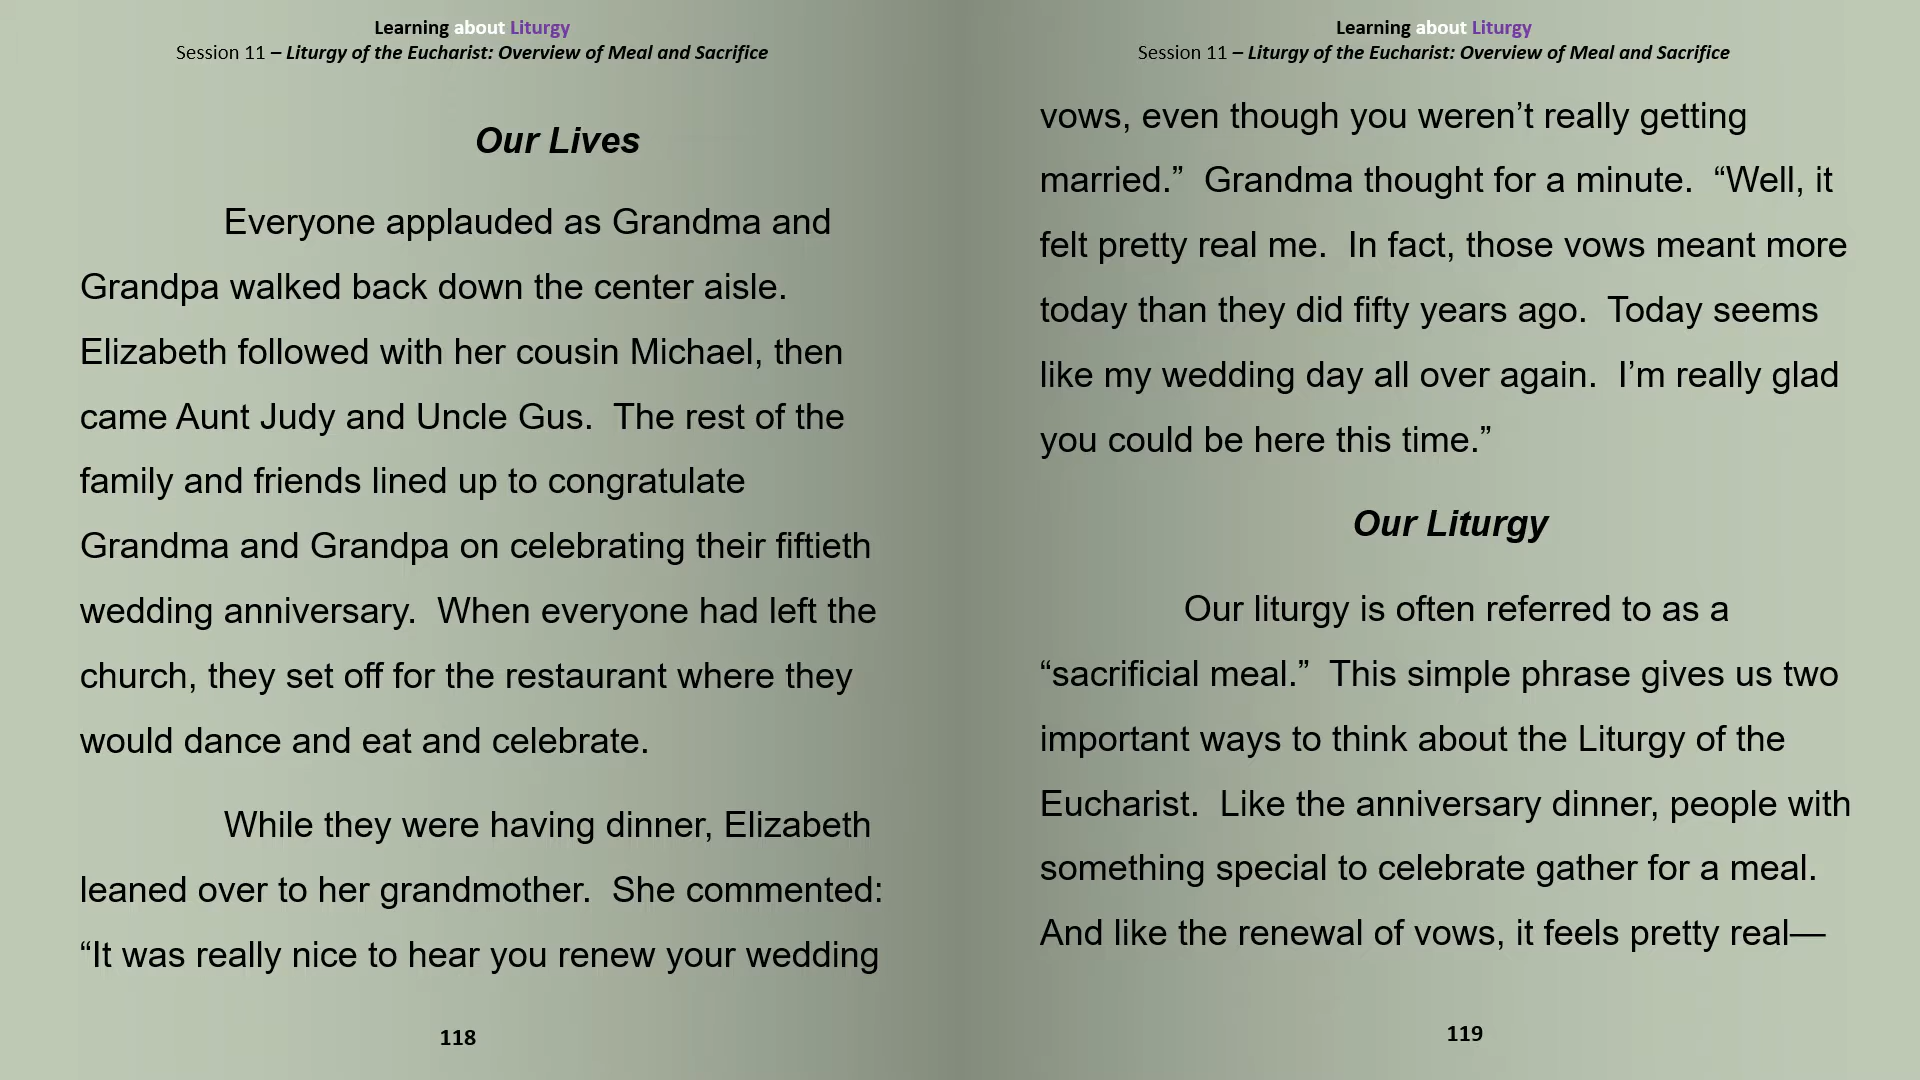 Learning about Liturgy
Session 11 – Liturgy of the Eucharist: Overview of Meal and Sacrifice
Our Lives
Everyone applauded as Grandma and
Grandpa walked back down the center aisle.
Elizabeth followed with her cousin Michael, then
came Aunt Judy and Uncle Gus.  The rest of the
family and friends lined up to congratulate
Grandma and Grandpa on celebrating their fiftieth
wedding anniversary.  When everyone had left the
church, they set off for the restaurant where they
would dance and eat and celebrate.
While they were having dinner, Elizabeth
leaned over to her grandmother.  She commented:
“It was really nice to hear you renew your wedding
118
Learning about Liturgy
Session 11 – Liturgy of the Eucharist: Overview of Meal and Sacrifice
vows, even though you weren’t really getting
married.”  Grandma thought for a minute.  “Well, it
felt pretty real me.  In fact, those vows meant more
today than they did fifty years ago.  Today seems
like my wedding day all over again.  I’m really glad
you could be here this time.”
Our Liturgy
Our liturgy is often referred to as a
“sacrificial meal.”  This simple phrase gives us two
important ways to think about the Liturgy of the
Eucharist.  Like the anniversary dinner, people with
something special to celebrate gather for a meal.
And like the renewal of vows, it feels pretty real—
119